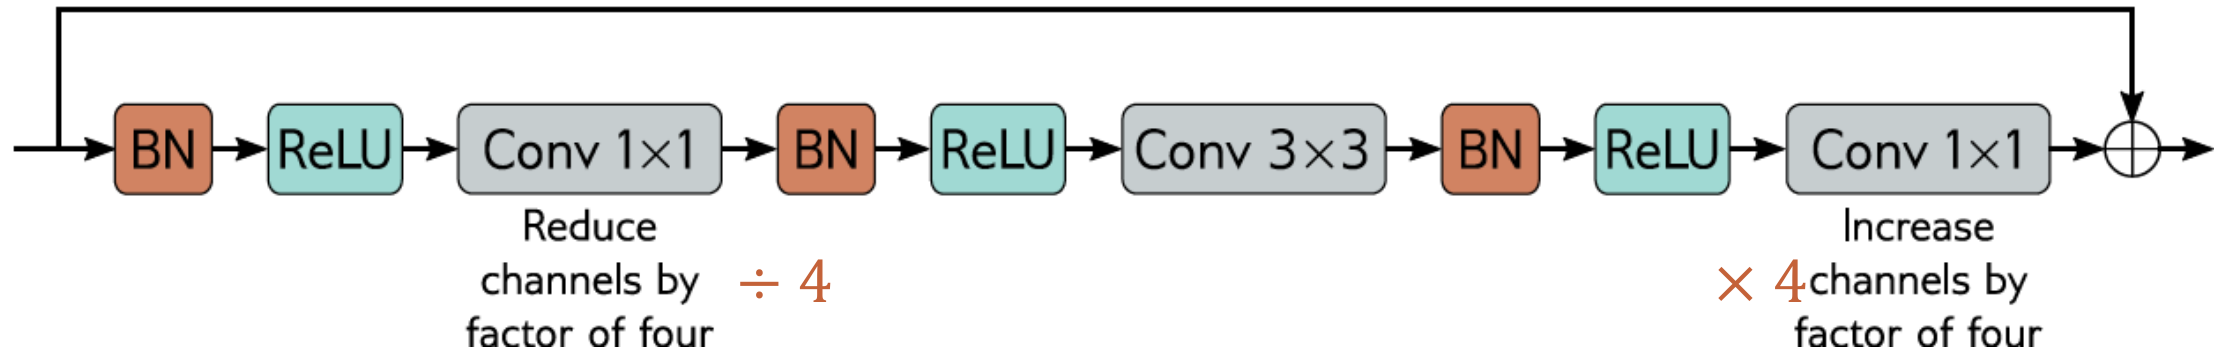 BN ReLU Conv 1×1 BN ReLU Conv 3×3 BN ReLU Conv 1×1
Reduce
channels by
factor of four
÷ 4
Increase
channels by
factor of four
× 4